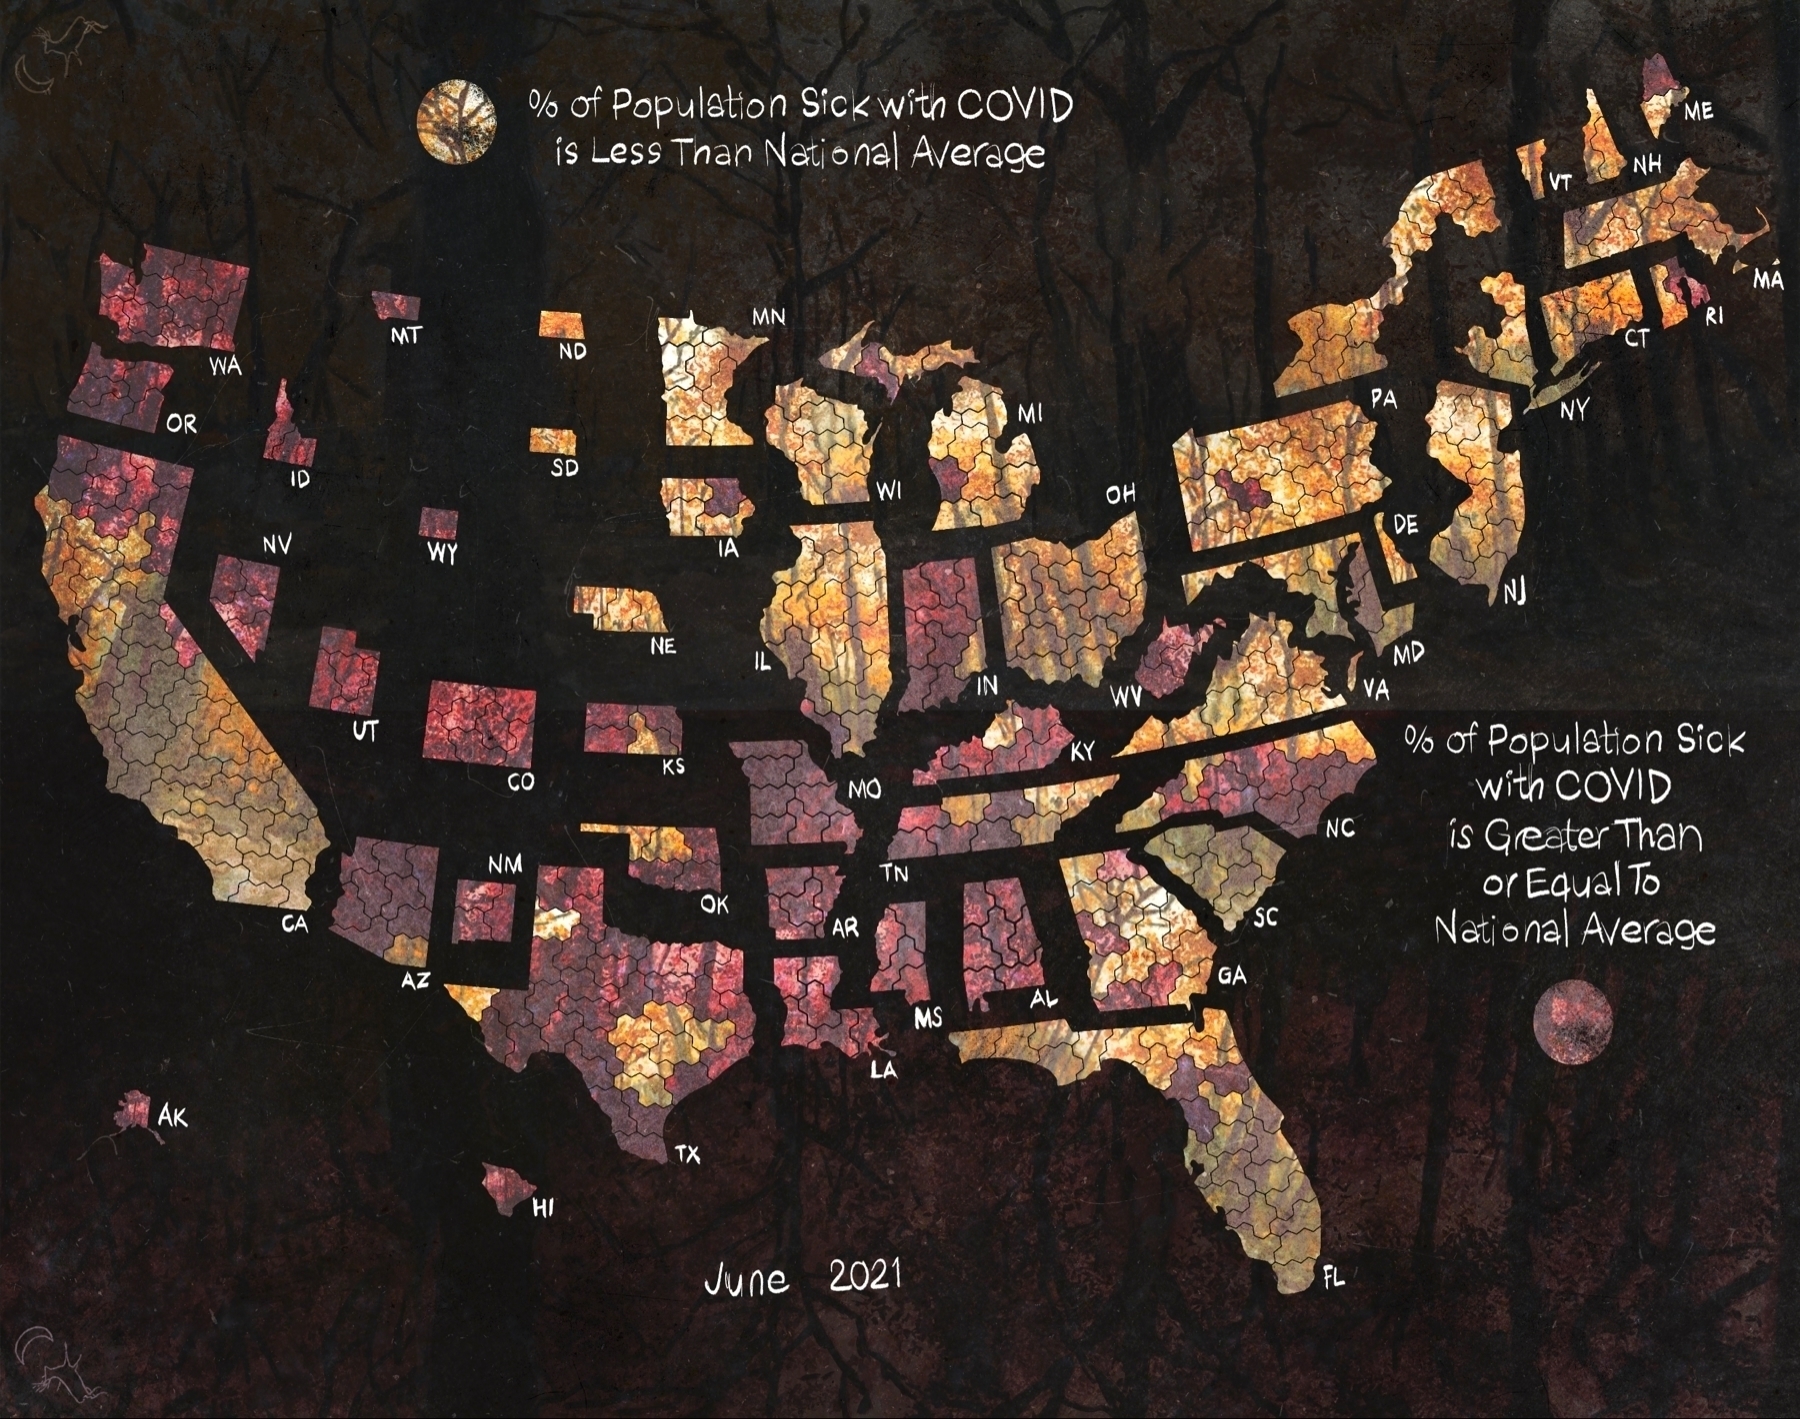 % of Population Sick with COVID
is Less Than National Average
ME
NH
VT
MA
RI
CT
NY
PA
MN
MT
ND
WA
OR
MI
SD
ID
WI
OH
DE
NV
WY
IA
NJ
NE
IL
MD
IN
WV
VA
UT
KY
KS
CO
MO
% of Population Sick
with COVID
is Greater Than
or Equal To
National Average
NC
TN
NM
OK
AR
SC
CA
AZ
GA
AL
MS
LA
AK
TX
HI
FL
June 2021